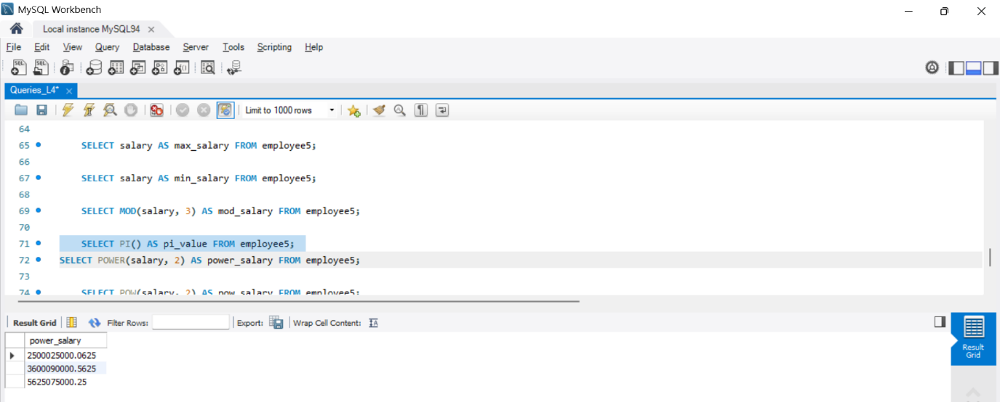 MySQL Workbench
Local instance MySQL94
File Edit View Query Database Server Tools Scripting Help
Queries_L4*
Limit to 1000 rows
64
65 SELECT salary AS max_salary FROM employee5;
66
67 SELECT salary AS min_salary FROM employee5;
68
69 SELECT MOD(salary, 3) AS mod_salary FROM employee5;
70
71 SELECT PI() AS pi_value FROM employee5;
72 SELECT POWER(salary, 2) AS power_salary FROM employee5;
73
74 SELECT POW(salary, 2) AS pow_salary FROM employee5;
Result Grid Filter Rows: Export: Wrap Cell Content:
power_salary
2500025000.0625
3600090000.5625
5625075000.25
Result
Grid